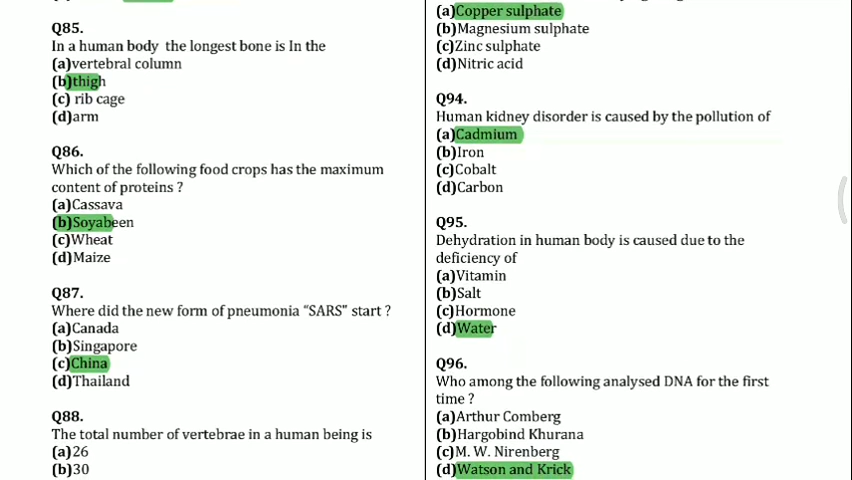 Q85.
In a human body the longest bone is In the
(a)vertebral column
(b)thigh
(c) rib cage
(d)arm
Q86.
Which of the following food crops has the maximum
content of proteins ?
(a)Cassava
(b)Soyabeen
(c)Wheat
(d)Maize
Q87.
Where did the new form of pneumonia “SARS” start ?
(a)Canada
(b)Singapore
(c)China
(d)Thailand
Q88.
The total number of vertebrae in a human being is
(a)26
(b)30
(a)Copper sulphate
(b)Magnesium sulphate
(c)Zinc sulphate
(d)Nitric acid
Q94.
Human kidney disorder is caused by the pollution of
(a)Cadmium
(b)Iron
(c)Cobalt
(d)Carbon
Q95.
Dehydration in human body is caused due to the
deficiency of
(a)Vitamin
(b)Salt
(c)Hormone
(d)Water
Q96.
Who among the following analysed DNA for the first
time ?
(a)Arthur Comberg
(b)Hargobind Khurana
(c)M. W. Nirenberg
(d)Watson and Krick